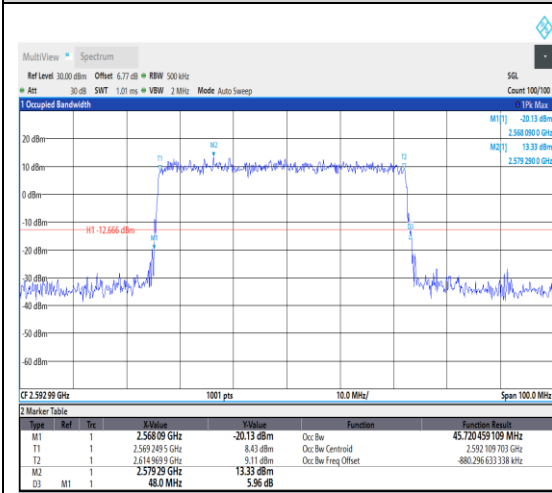 MultiView Spectrum
Ref Level 30.00 dBm Offset 6.77 dB RBW 500 kHz SGL
Att 30 dB SWT 1.01 ms VBW 2 MHz Mode Auto Sweep Count 100/100
1 Occupied Bandwidth 1Pk Max
M1[1] -20.13 dBm
2.568 090 0 GHz
M2[1] 13.33 dBm
2.579 290 0 GHz
20 dBm
10 dBm
0 dBm
-10 dBm
-20 dBm
-30 dBm
-40 dBm
-50 dBm
-60 dBm
H1 -12.666 dBm
T1
M2
T2
M1
D3
CF 2.592 99 GHz 1001 pts 10.0 MHz/ Span 100.0 MHz
2 Marker Table
Type Ref Trc X-Value Y-Value Function Function Result
M1 1 2.568 09 GHz -20.13 dBm Occ Bw 45.720 459 109 MHz
T1 1 2.569 249 5 GHz 8.43 dBm Occ Bw Centroid 2.592 109 703 GHz
T2 1 2.614 969 9 GHz 9.11 dBm Occ Bw Freq Offset -880.296 633 338 kHz
M2 1 2.579 29 GHz 13.33 dBm
D3 M1 1 48.0 MHz 5.96 dB